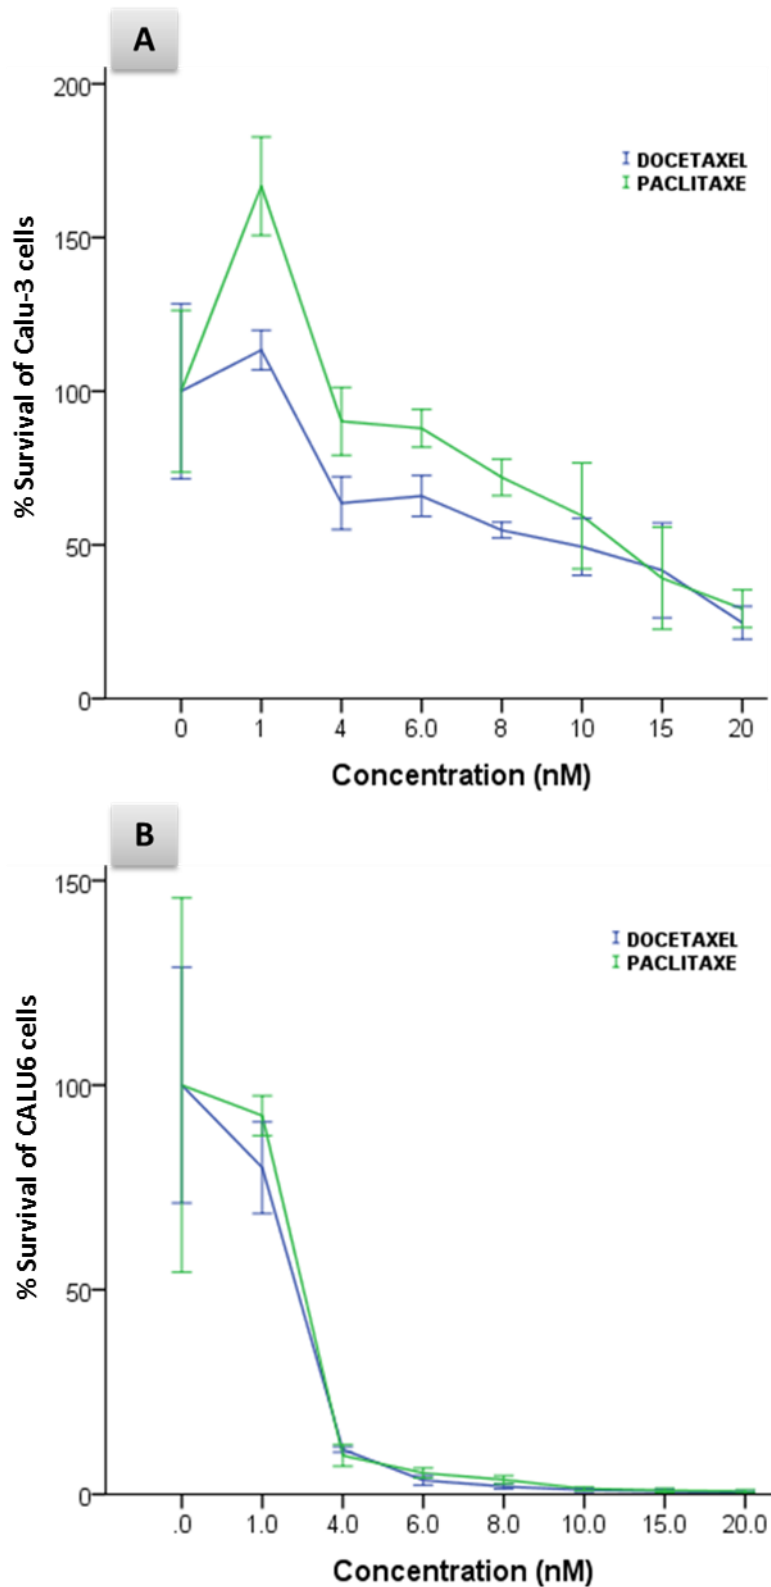 A
200
150
100
50
0
% Survival of Calu-3 cells
DOCETAXEL
PACLITAXE
0 1 4 6.0 8 10 15 20
Concentration (nM)
B
150
100
50
0
% Survival of CALU6 cells
DOCETAXEL
PACLITAXE
.0 1.0 4.0 6.0 8.0 10.0 15.0 20.0
Concentration (nM)